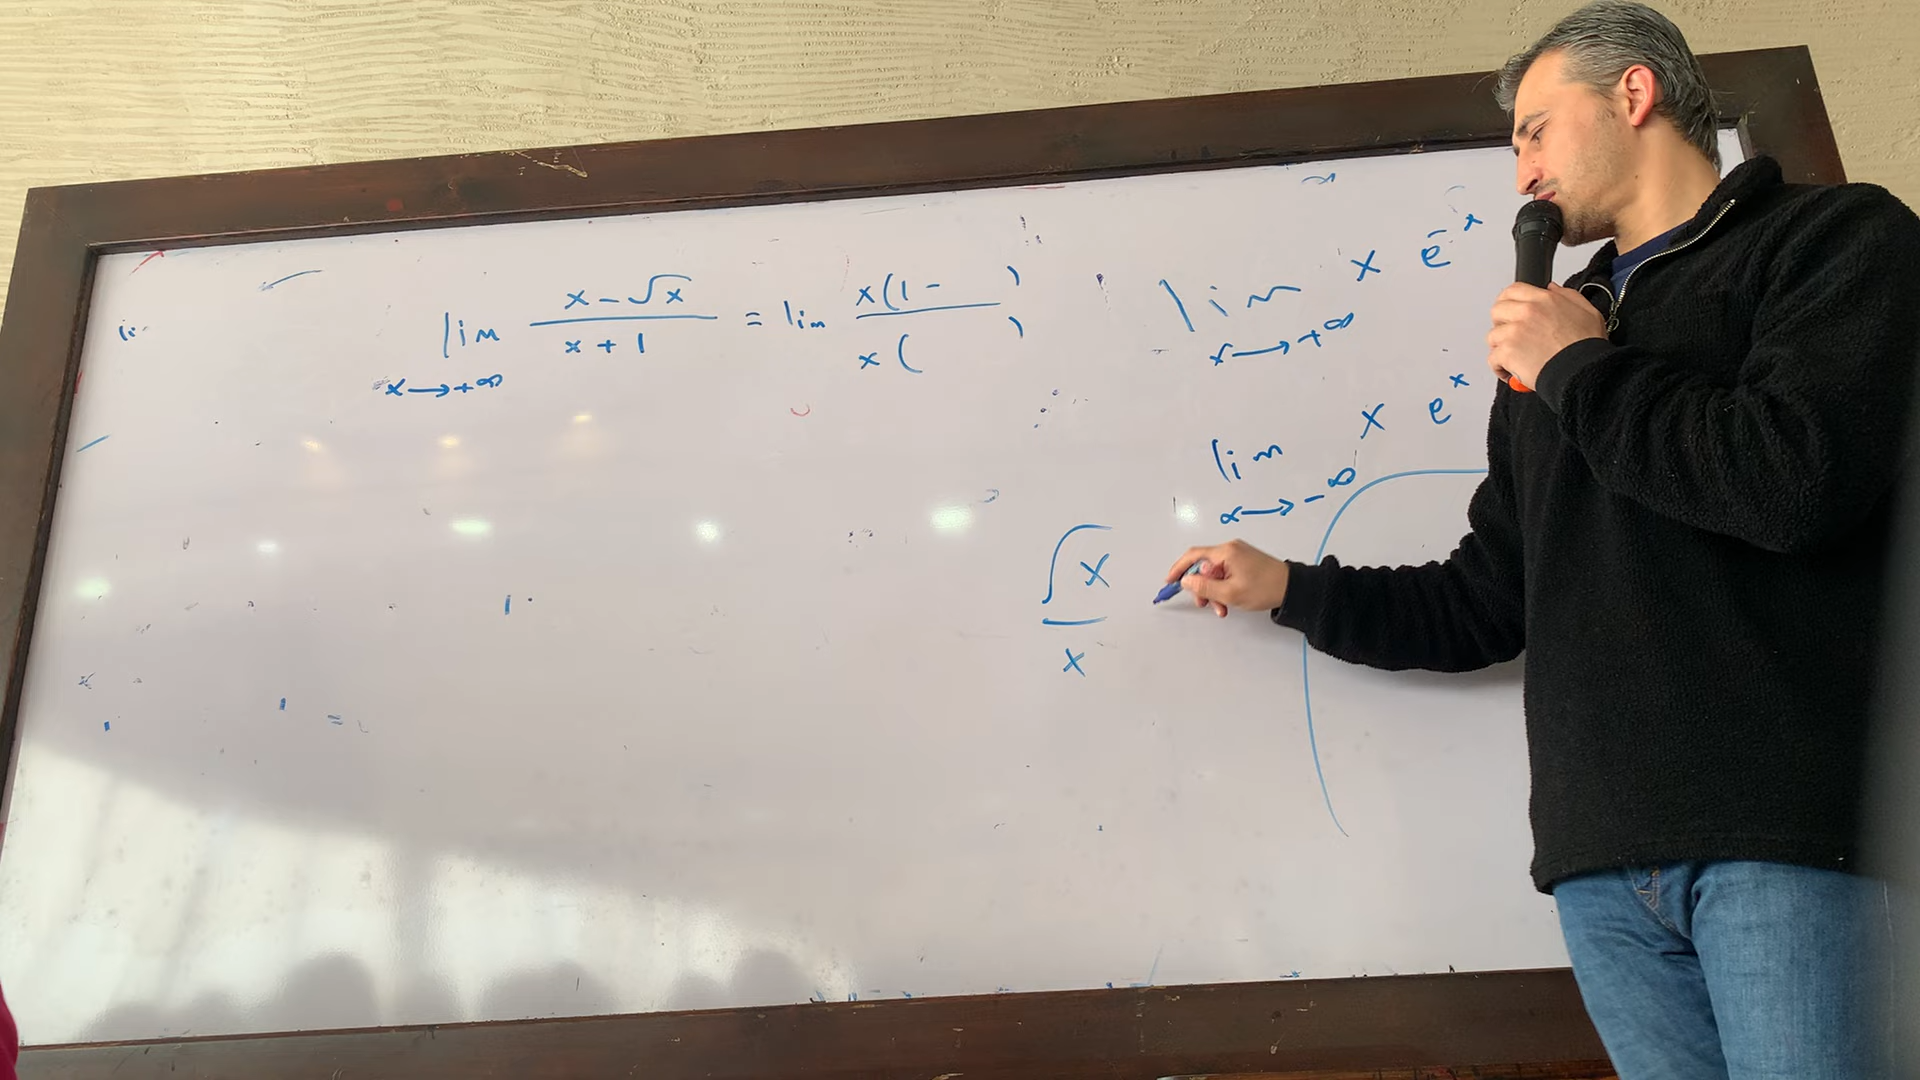 lim x→+∞ (x-√x)/(x+1) = lim x(1- )/x( )
lim x→+∞ x e^-x
lim x→-∞ x e^x
√x/x